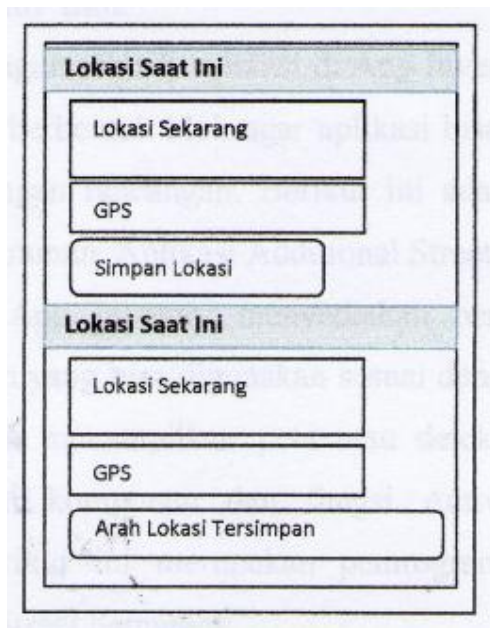 Lokasi Saat Ini
Lokasi Sekarang
GPS
Simpan Lokasi
Lokasi Saat Ini
Lokasi Sekarang
GPS
Arah Lokasi Tersimpan